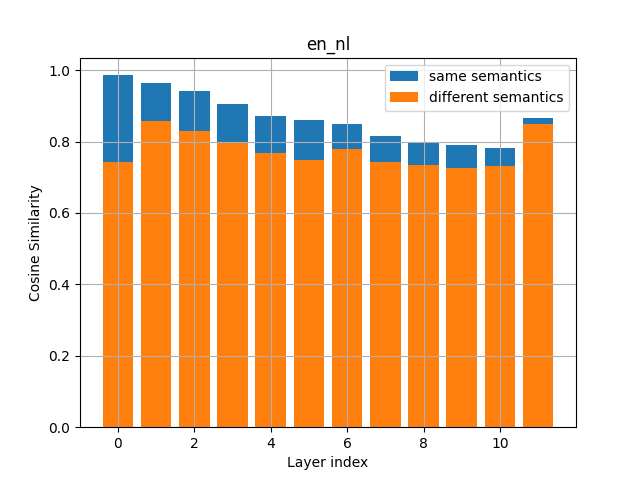 en_nl
same semantics
different semantics
1.0
0.8
0.6
0.4
0.2
0.0
Cosine Similarity
0 2 4 6 8 10
Layer index